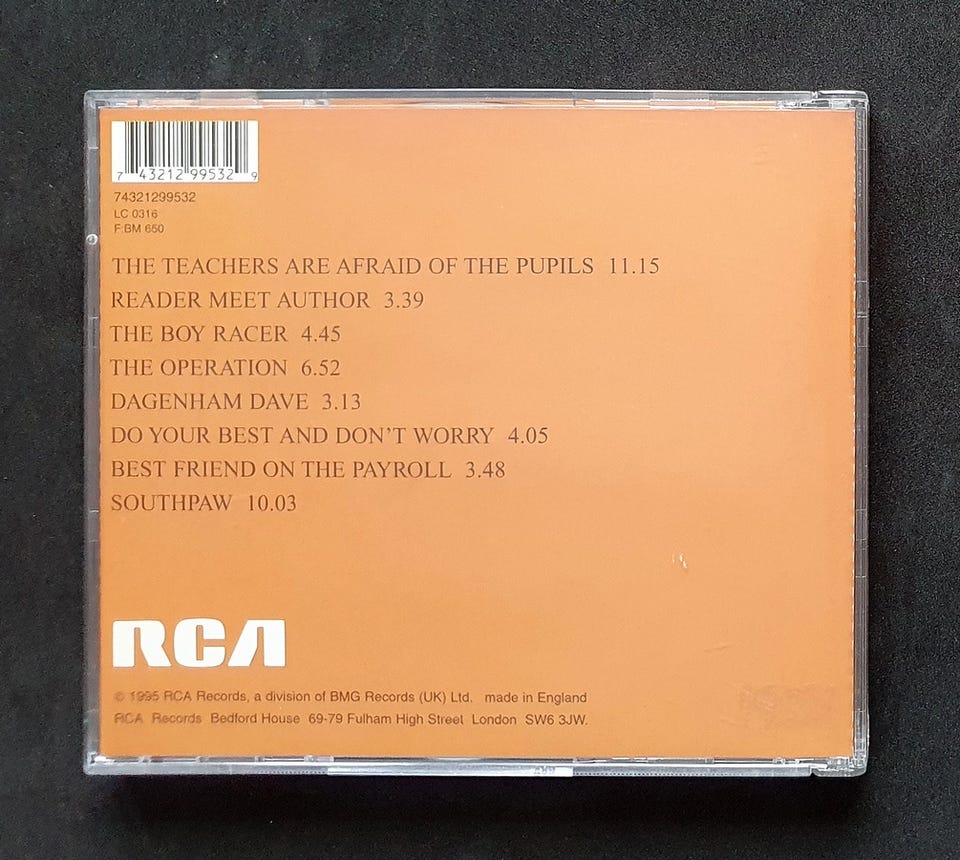 7 43212 99532 9
74321299532
LC 0316
F:BM 650
THE TEACHERS ARE AFRAID OF THE PUPILS 11.15
READER MEET AUTHOR 3.39
THE BOY RACER 4.45
THE OPERATION 6.52
DAGENHAM DAVE 3.13
DO YOUR BEST AND DON'T WORRY 4.05
BEST FRIEND ON THE PAYROLL 3.48
SOUTHPAW 10.03
RCA
© 1995 RCA Records, a division of BMG Records (UK) Ltd. made in England
RCA Records Bedford House 69-79 Fulham High Street London SW6 3JW.